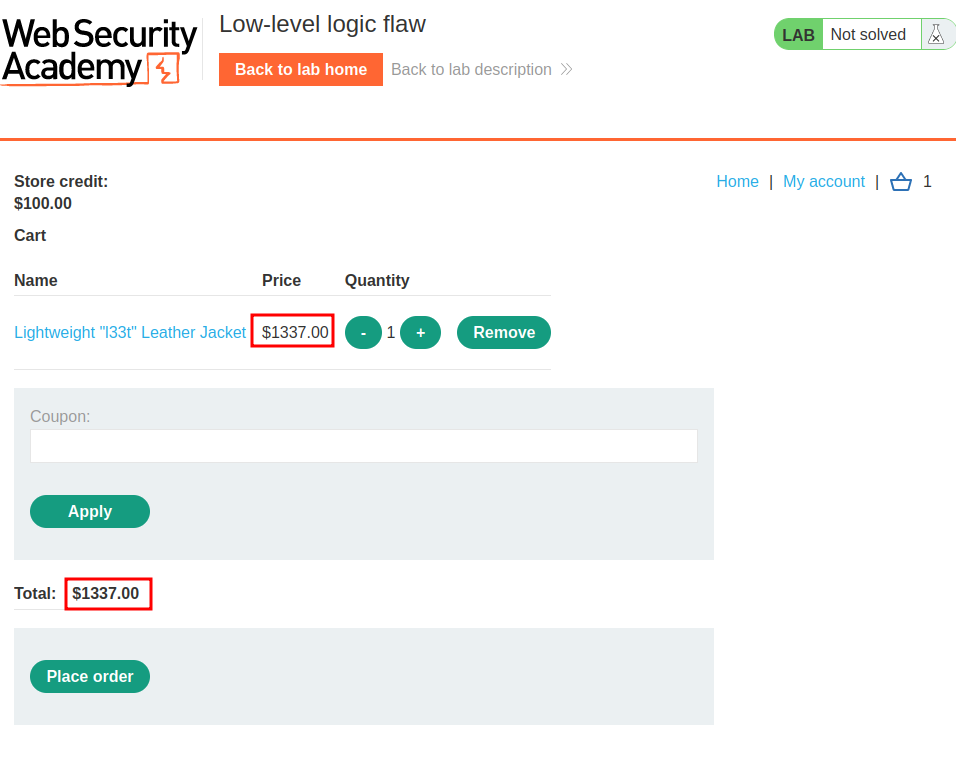 Web Security
Academy
Low-level logic flaw
Back to lab home Back to lab description
LAB Not solved
Store credit:
$100.00
Home | My account | 1
Cart
Name Price Quantity
Lightweight "l33t" Leather Jacket $1337.00 - 1 + Remove
Coupon:
Apply
Total: $1337.00
Place order